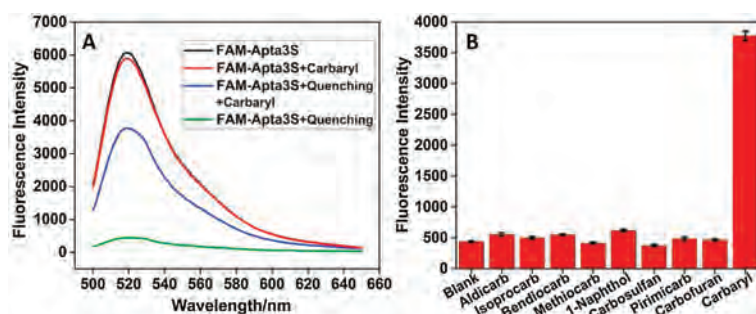 A
FAM-Apta3S
FAM-Apta3S+Carbaryl
FAM-Apta3S+Quenching
+Carbaryl
FAM-Apta3S+Quenching
Fluorescence Intensity
7000
6000
5000
4000
3000
2000
1000
0
500 520 540 560 580 600 620 640 660
Wavelength/nm
B
Fluorescence Intensity
4000
3500
3000
2500
2000
1500
1000
500
0
Blank
Aldicarb
Isoprocarb
Bendiocarb
Methiocarb
1-Naphthol
Carbosulfan
Pirimicarb
Carbofuran
Carbaryl